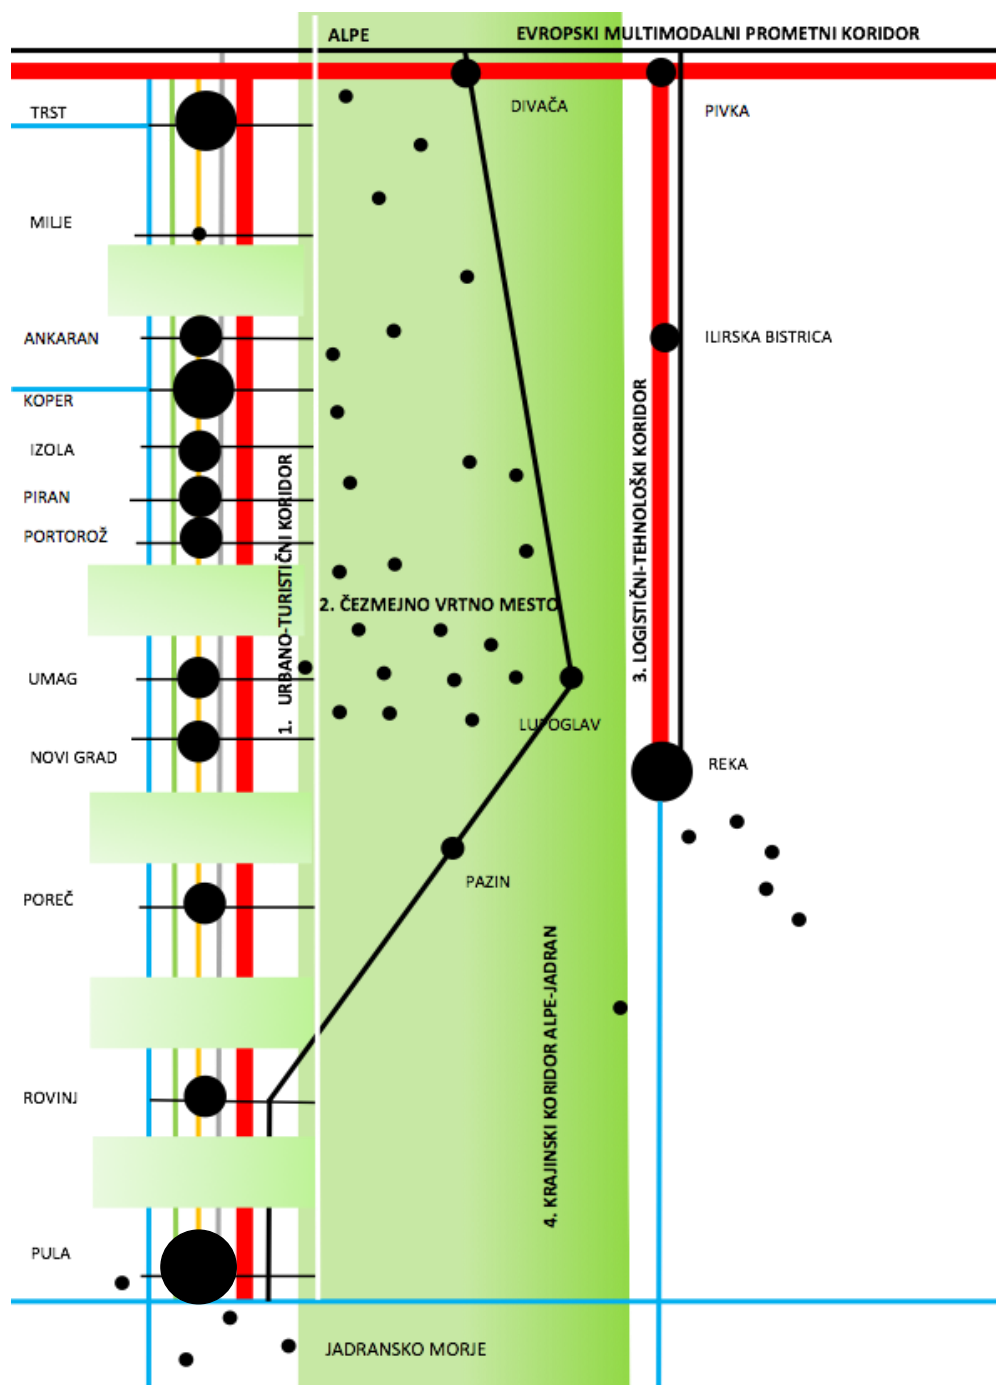 ALPE
EVROPSKI MULTIMODALNI PROMETNI KORIDOR
TRST
DIVAČA
PIVKA
MILJE
ANKARAN
ILIRSKA BISTRICA
KOPER
IZOLA
PIRAN
PORTOROŽ
1. URBANO-TURISTIČNI KORIDOR
2. ČEZMEJNO VRTNO MESTO
3. LOGISTIČNI-TEHNOLOŠKI KORIDOR
UMAG
LUPOGLAV
NOVI GRAD
REKA
PAZIN
POREČ
4. KRAJINSKI KORIDOR ALPE-JADRAN
ROVINJ
PULA
JADRANSKO MORJE